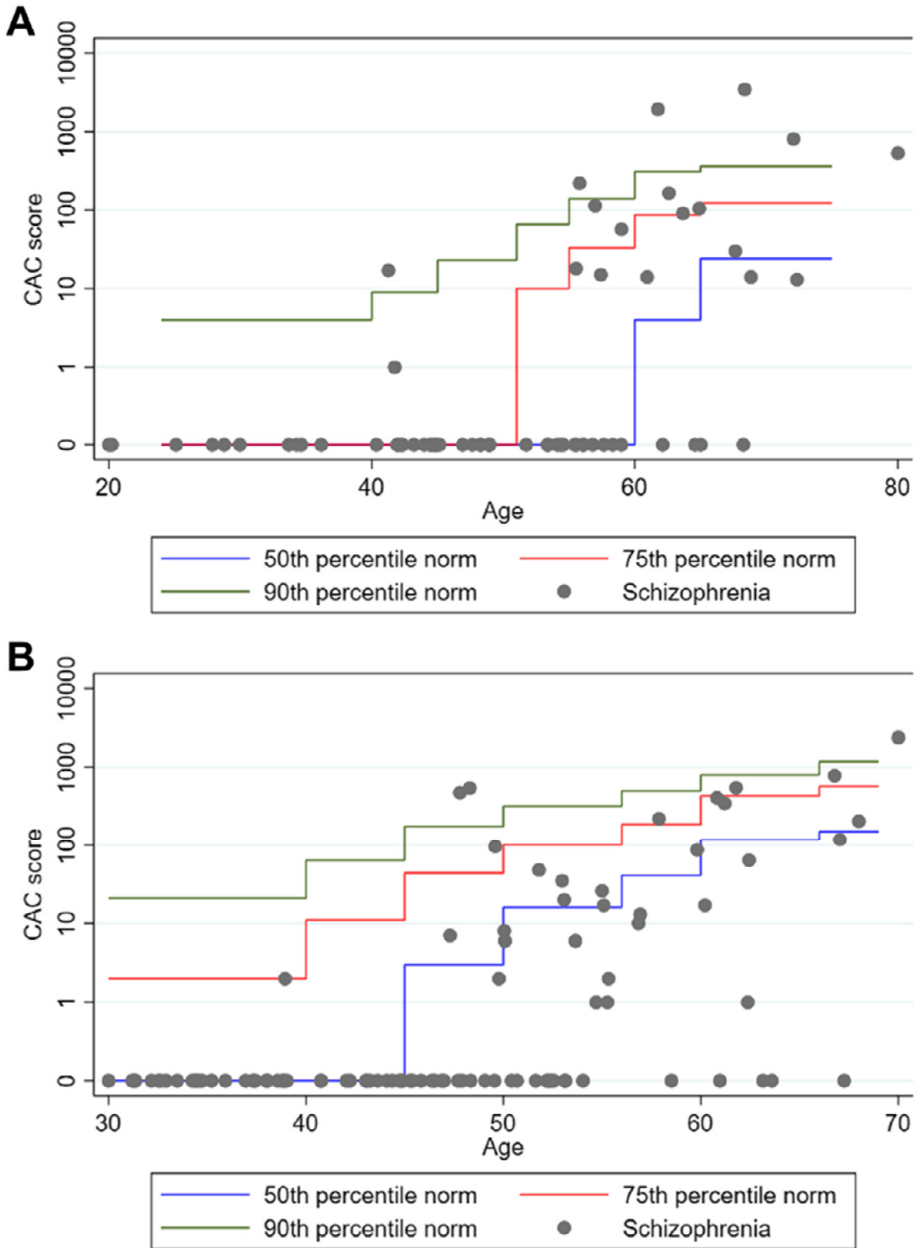 A
10000
1000
100
10
1
0
CAC score
20 40 60 80
Age
50th percentile norm 75th percentile norm
90th percentile norm Schizophrenia
B
10000
1000
100
10
1
0
CAC score
30 40 50 60 70
Age
50th percentile norm 75th percentile norm
90th percentile norm Schizophrenia